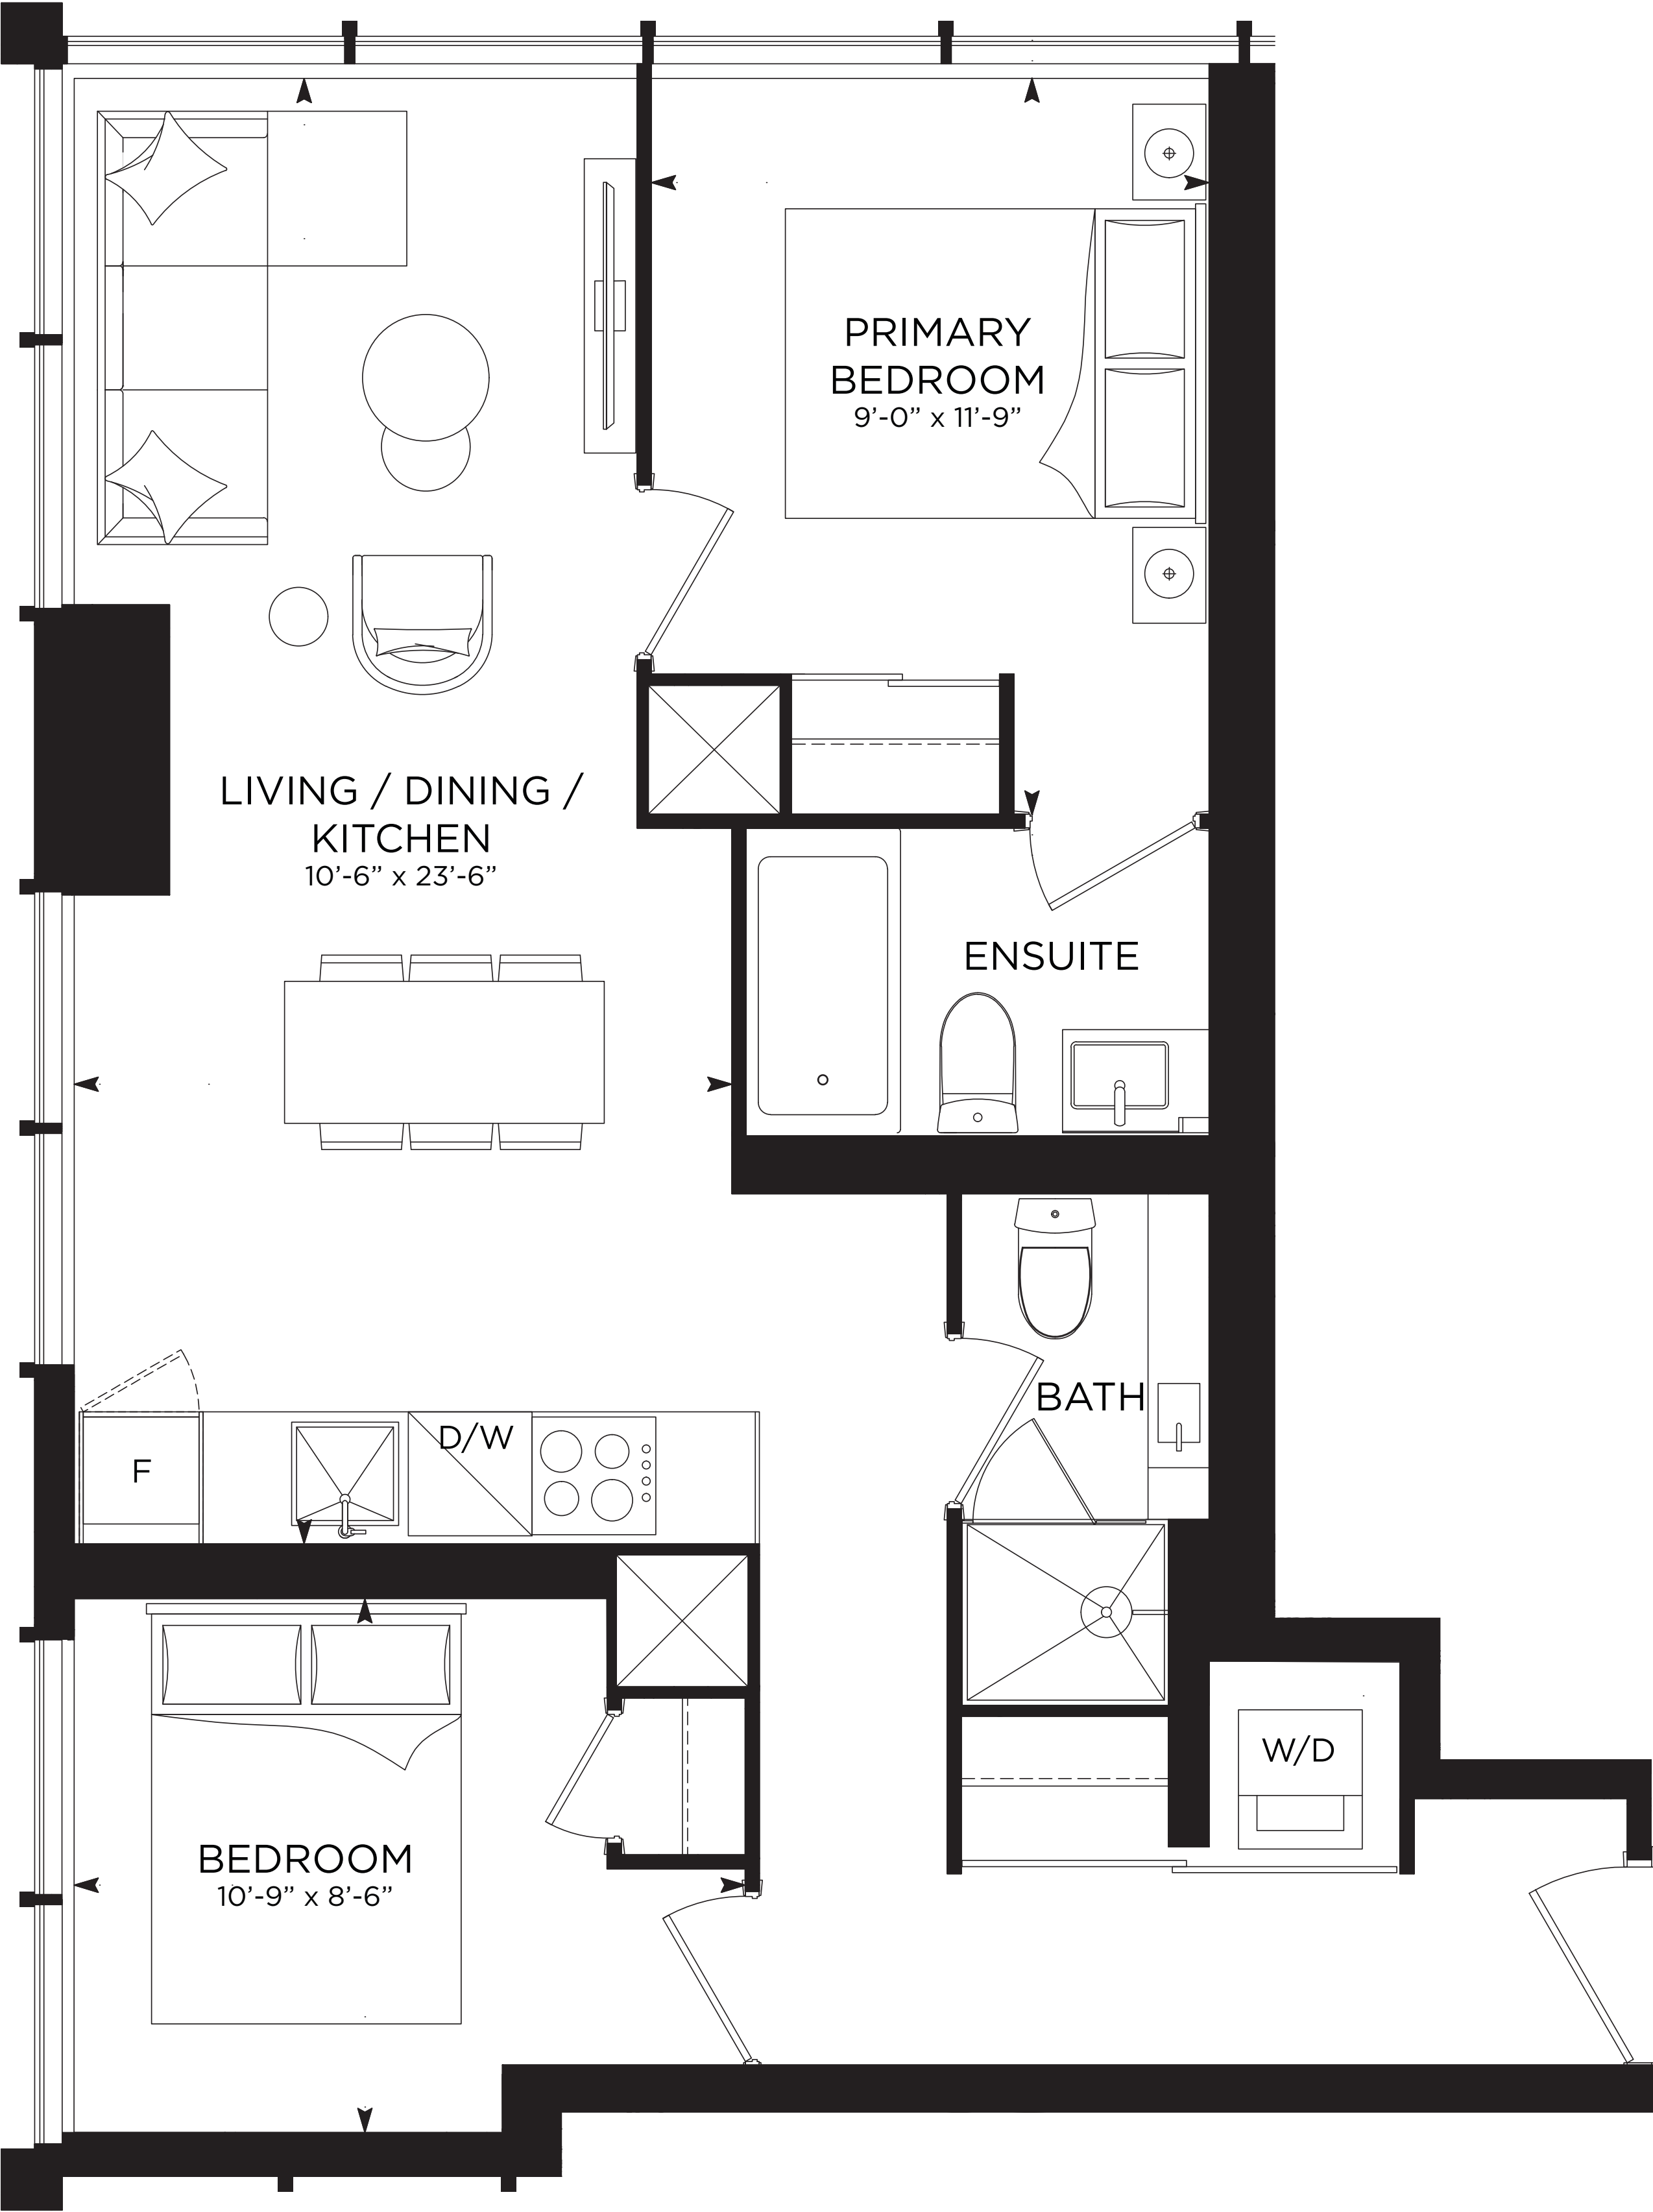 PRIMARY
BEDROOM
9’-0” x 11’-9”
LIVING / DINING /
KITCHEN
10’-6” x 23’-6”
ENSUITE
BATH
D/W
F
W/D
BEDROOM
10’-9” x 8’-6”